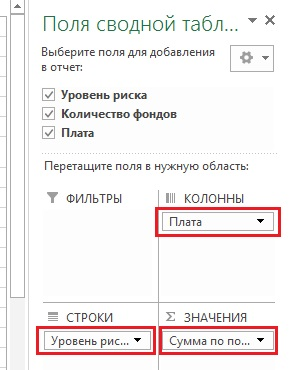 Поля сводной табл...
Выберите поля для добавления
в отчет:
Уровень риска
Количество фондов
Плата
Перетащите поля в нужную область:
ФИЛЬТРЫ
КОЛОННЫ
Плата
СТРОКИ
ЗНАЧЕНИЯ
Уровень рис...
Сумма по по...